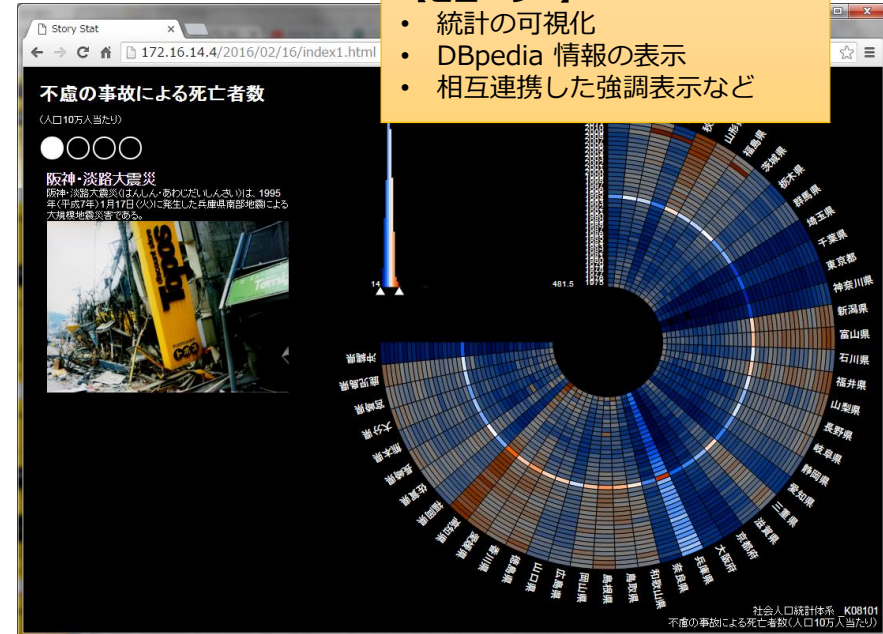 Story Stat
172.16.14.4/2016/02/16/index1.html
• 統計の可視化
• DBpedia 情報の表示
• 相互連携した強調表示など
不慮の事故による死亡者数
(人口10万人当たり)
阪神・淡路大震災
阪神・淡路大震災(はんしん・あわじだいしんさい)は、1995
年(平成7年)1月17日(火)に発生した兵庫県南部地震による
大規模地震災害である。
Topos
14
481.5
1975
山形県
福島県
茨城県
栃木県
群馬県
埼玉県
千葉県
東京都
神奈川県
新潟県
富山県
石川県
福井県
山梨県
長野県
岐阜県
静岡県
愛知県
三重県
滋賀県
京都府
大阪府
兵庫県
奈良県
和歌山県
鳥取県
島根県
岡山県
広島県
山口県
徳島県
香川県
愛媛県
高知県
福岡県
佐賀県
長崎県
熊本県
大分県
宮崎県
鹿児島県
沖縄県
社会人口統計体系 _K08101
不慮の事故による死亡者数(人口10万人当たり)